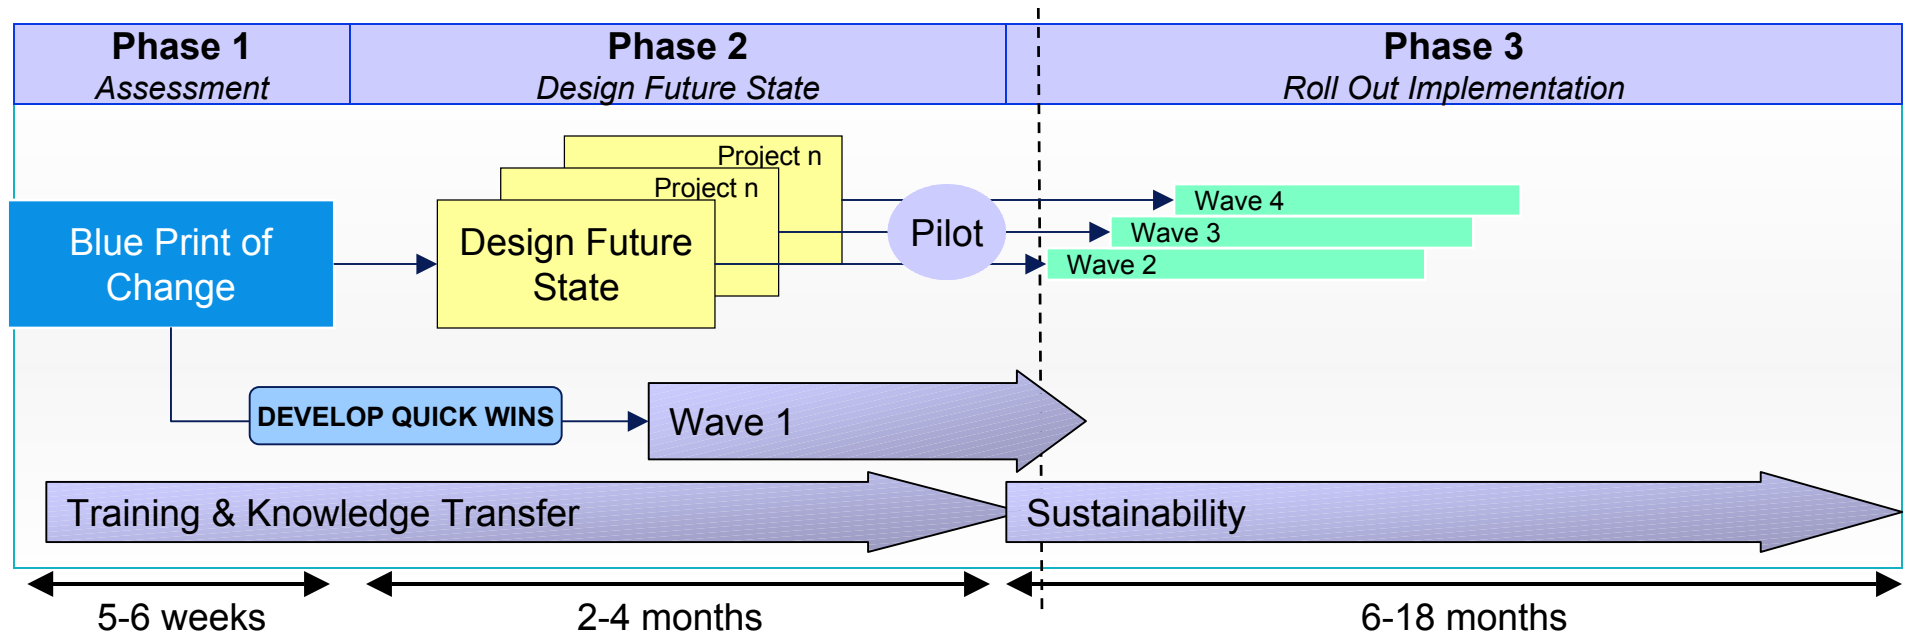 Phase 1
Assessment
Phase 2
Design Future State
Phase 3
Roll Out Implementation
Project n
Project n
Design Future
State
Blue Print of
Change
Pilot
Wave 4
Wave 3
Wave 2
DEVELOP QUICK WINS
Wave 1
Training & Knowledge Transfer
Sustainability
5-6 weeks
2-4 months
6-18 months